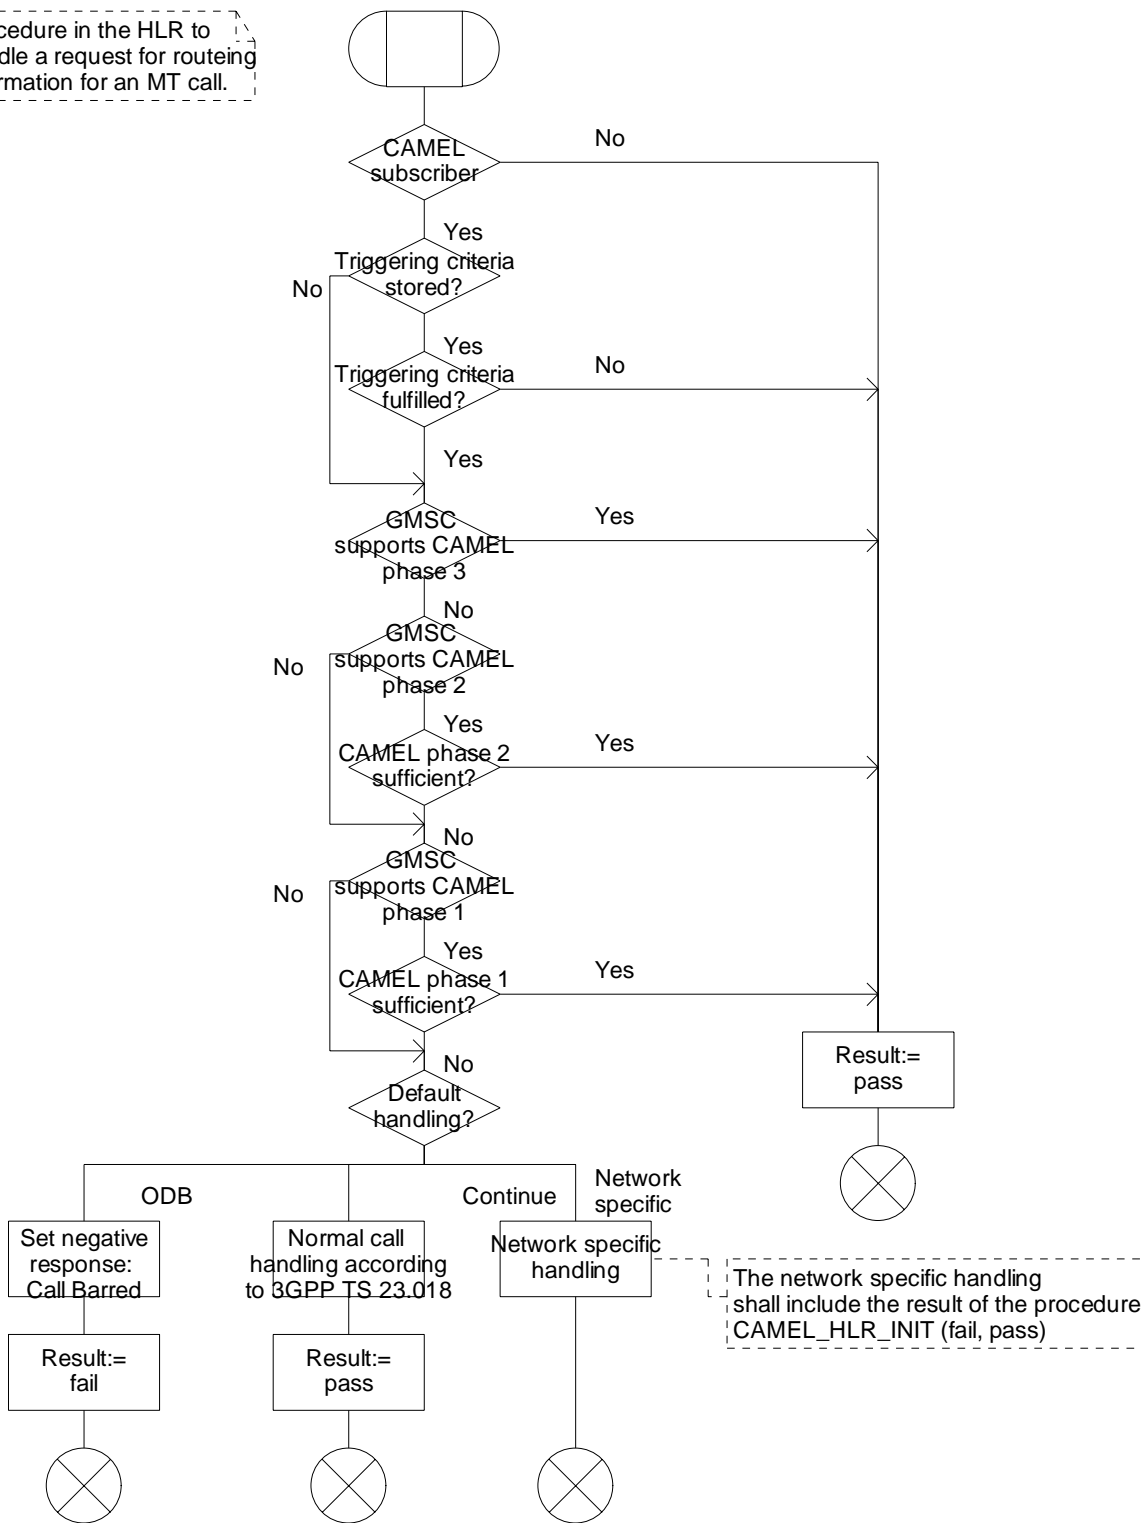 cedure in the HLR to
dle a request for routeing
rmation for an MT call.
CAMEL
subscriber
No
Yes
Triggering criteria
stored?
No
Yes
Triggering criteria
fulfilled?
No
Yes
GMSC
supports CAMEL
phase 3
Yes
No
GMSC
supports CAMEL
phase 2
No
Yes
CAMEL phase 2
sufficient?
Yes
No
GMSC
supports CAMEL
phase 1
No
Yes
CAMEL phase 1
sufficient?
Yes
No
Default
handling?
Result:=
pass
ODB
Continue
Network
specific
Set negative
response:
Call Barred
Normal call
handling according
to 3GPP TS 23.018
Network specific
handling
The network specific handling
shall include the result of the procedure
CAMEL_HLR_INIT (fail, pass)
Result:=
fail
Result:=
pass